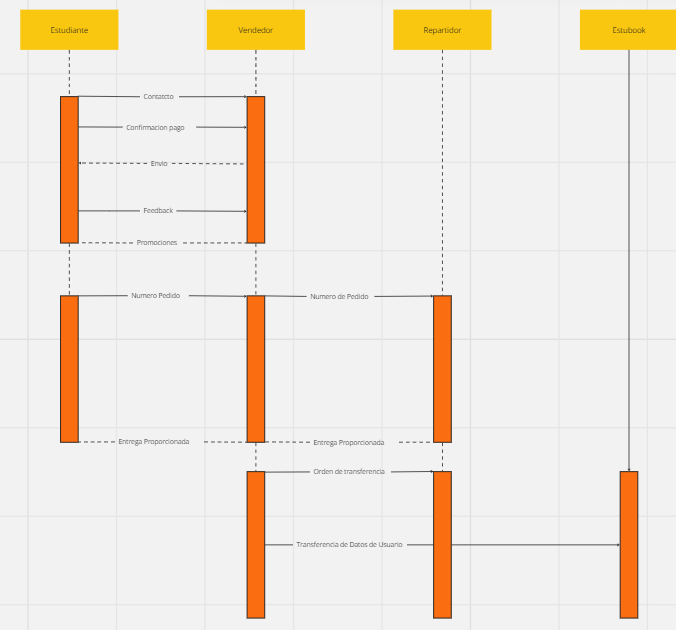 Estudiante
Vendedor
Repartidor
Estubook
Contatcto
Confirmacion pago
Envio
Feedback
Promociones
Numero Pedido
Numero de Pedido
Entrega Proporcionada
Entrega Proporcionada
Orden de transferencia
Transferencia de Datos de Usuario